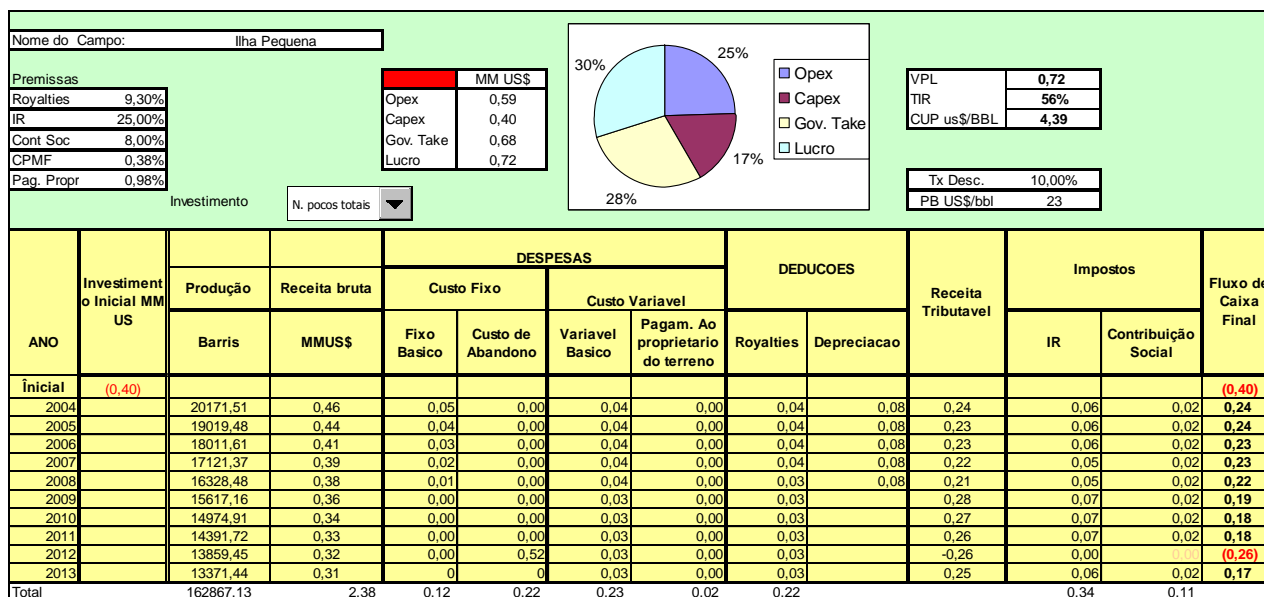 Nome do Campo: Ilha Pequena
Premissas
Royalties 9,30%
IR 25,00%
Cont Soc 8,00%
CPMF 0,38%
Pag. Propr 0,98%
Investimento
N. pocos totais
MM US$
Opex 0,59
Capex 0,40
Gov. Take 0,68
Lucro 0,72
25%
17%
28%
30%
Opex
Capex
Gov. Take
Lucro
VPL 0,72
TIR 56%
CUP us$/BBL 4,39
Tx Desc. 10,00%
PB US$/bbl 23
DESPESAS
DEDUCOES
Impostos
Investiment
o Inicial MM
US
Produção
Receita bruta
Custo Fixo
Custo Variavel
Receita
Tributavel
Fluxo de
Caixa
Final
ANO
Barris
MMUS$
Fixo
Basico
Custo de
Abandono
Variavel
Basico
Pagam. Ao
proprietario
do terreno
Royalties
Depreciacao
IR
Contribuição
Social
Înicial (0,40) (0,40)
2004 20171,51 0,46 0,05 0,00 0,04 0,00 0,04 0,08 0,24 0,06 0,02 0,24
2005 19019,48 0,44 0,04 0,00 0,04 0,00 0,04 0,08 0,23 0,06 0,02 0,24
2006 18011,61 0,41 0,03 0,00 0,04 0,00 0,04 0,08 0,23 0,06 0,02 0,23
2007 17121,37 0,39 0,02 0,00 0,04 0,00 0,04 0,08 0,22 0,05 0,02 0,23
2008 16328,48 0,38 0,01 0,00 0,04 0,00 0,03 0,08 0,21 0,05 0,02 0,22
2009 15617,16 0,36 0,00 0,00 0,03 0,00 0,03 0,28 0,07 0,02 0,19
2010 14974,91 0,34 0,00 0,00 0,03 0,00 0,03 0,27 0,07 0,02 0,18
2011 14391,72 0,33 0,00 0,00 0,03 0,00 0,03 0,26 0,07 0,02 0,18
2012 13859,45 0,32 0,00 0,52 0,03 0,00 0,03 -0,26 0,00 0,00 (0,26)
2013 13371,44 0,31 0 0 0,03 0,00 0,03 0,25 0,06 0,02 0,17
Total 162867,13 2,38 0,12 0,22 0,23 0,02 0,22 0,34 0,11